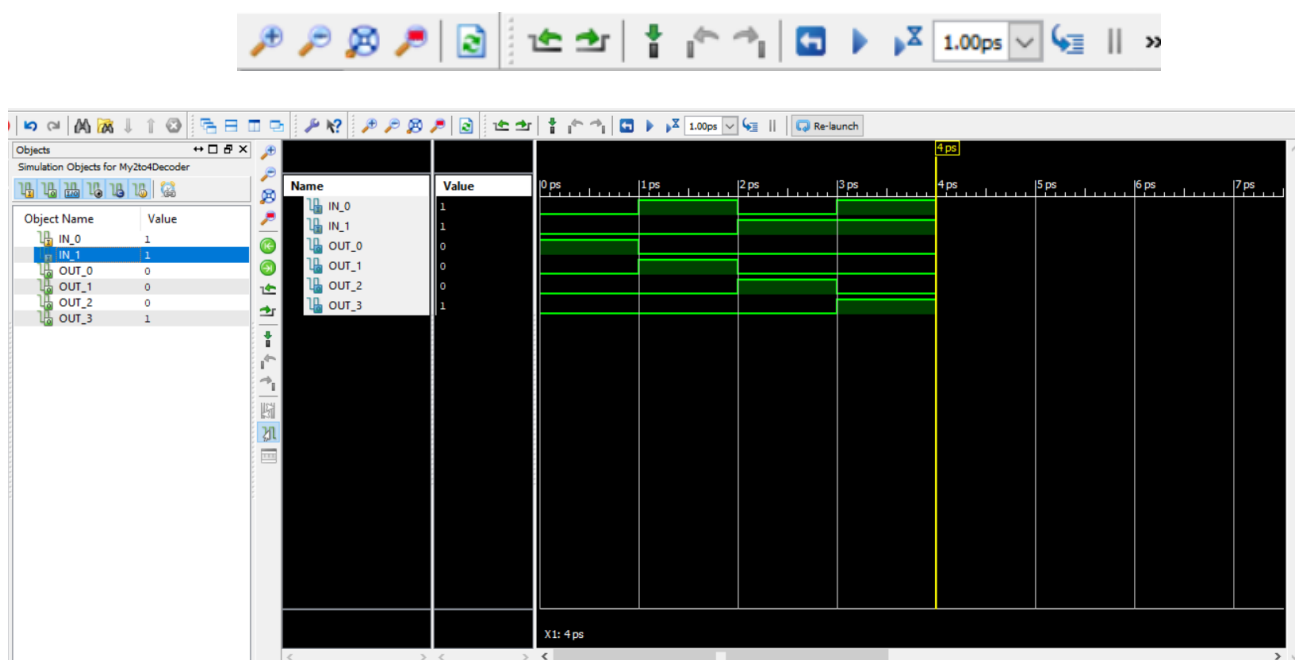 1.00ps
1.00ps Re-launch
Objects
Simulation Objects for My2to4Decoder
Object Name Value
IN_0 1
IN_1 1
OUT_0 0
OUT_1 0
OUT_2 0
OUT_3 1
Name Value
IN_0 1
IN_1 1
OUT_0 0
OUT_1 0
OUT_2 0
OUT_3 1
4 ps
0 ps 1 ps 2 ps 3 ps 4 ps 5 ps 6 ps 7 ps
X1: 4 ps